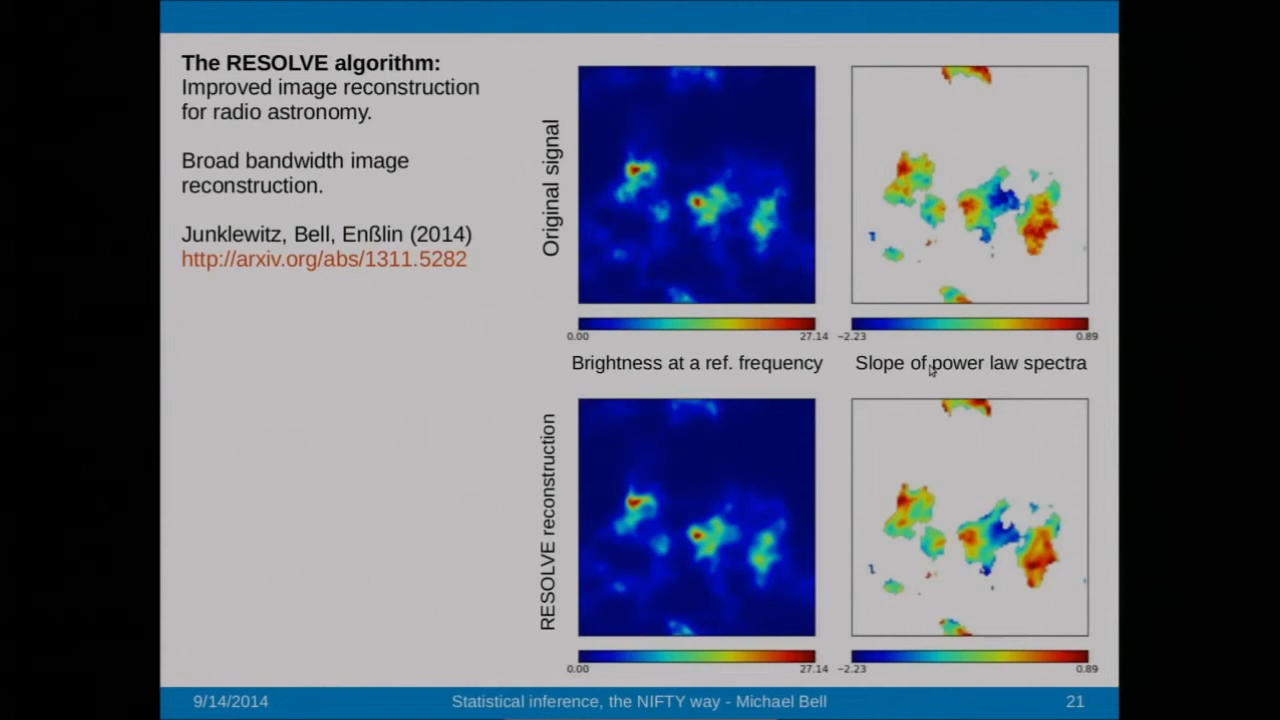 The RESOLVE algorithm:
Improved image reconstruction
for radio astronomy.
Broad bandwidth image
reconstruction.
Junklewitz, Bell, Enßlin (2014)
http://arxiv.org/abs/1311.5282
Original signal
0.00
27.14
−2.23
0.89
Brightness at a ref. frequency
Slope of power law spectra
RESOLVE reconstruction
0.00
27.14
−2.23
0.89
9/14/2014
Statistical inference, the NIFTY way - Michael Bell
21